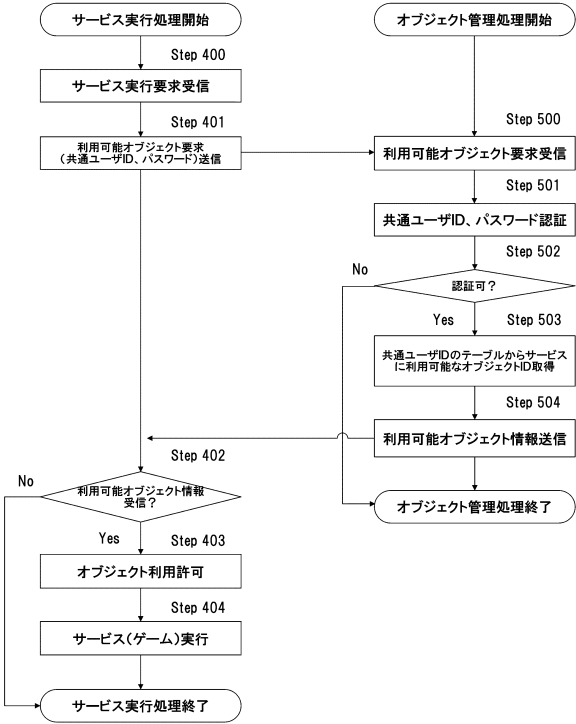 サービス実行処理開始
Step 400
サービス実行要求受信
Step 401
利用可能オブジェクト要求
(共通ユーザID、パスワード)送信
Step 402
利用可能オブジェクト情報
受信?
No
Yes
Step 403
オブジェクト利用許可
Step 404
サービス(ゲーム)実行
サービス実行処理終了
オブジェクト管理処理開始
Step 500
利用可能オブジェクト要求受信
Step 501
共通ユーザID、パスワード認証
Step 502
認証可?
No
Yes
Step 503
共通ユーザIDのテーブルからサービス
に利用可能なオブジェクトID取得
Step 504
利用可能オブジェクト情報送信
オブジェクト管理処理終了